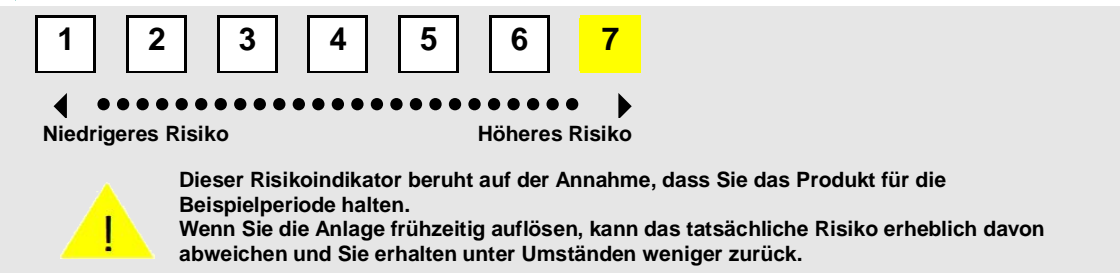 1 2 3 4 5 6 7
Niedrigeres Risiko Höheres Risiko
Dieser Risikoindikator beruht auf der Annahme, dass Sie das Produkt für die
Beispielperiode halten.
Wenn Sie die Anlage frühzeitig auflösen, kann das tatsächliche Risiko erheblich davon
abweichen und Sie erhalten unter Umständen weniger zurück.
!